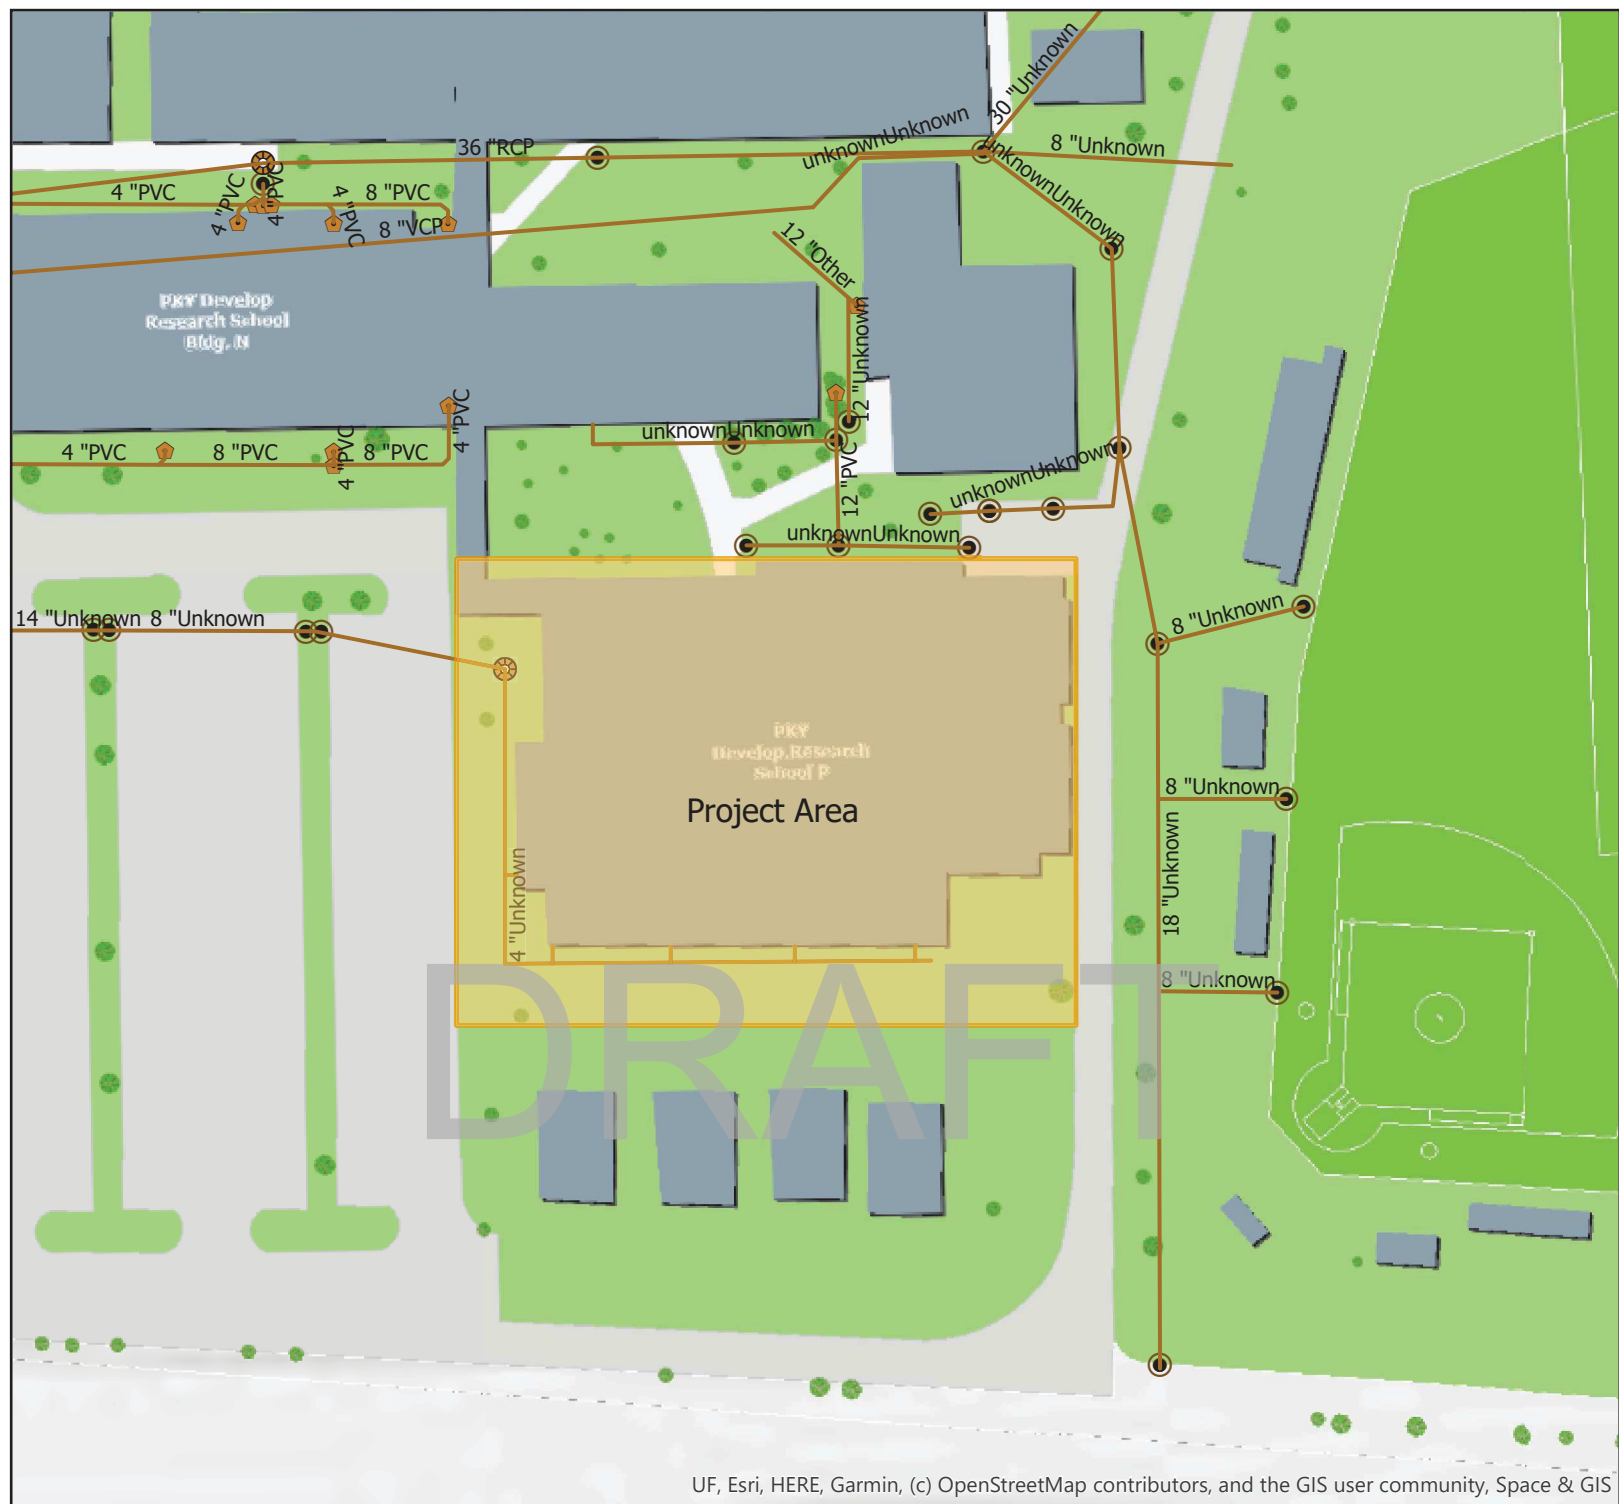 30 "Unknown
unknownUnknown
36 "RCP
8 "Unknown
unknownUnknown
4 "PVC
4 "PVC
4 "PVC
4 "PVC
8 "PVC
8 "VCP
12 "Other
PKY Develop
Research School
Bldg. N
12 "Unknown
4 "PVC
unknownUnknown
4 "PVC
8 "PVC
4 "PVC
8 "PVC
12 "PVC
unknownUnknown
unknownUnknown
14 "Unknown
8 "Unknown
8 "Unknown
PKY
Develop.Research
School P
Project Area
8 "Unknown
18 "Unknown
4 "Unknown
8 "Unknown
DRAFT
UF, Esri, HERE, Garmin, (c) OpenStreetMap contributors, and the GIS user community, Space & GIS